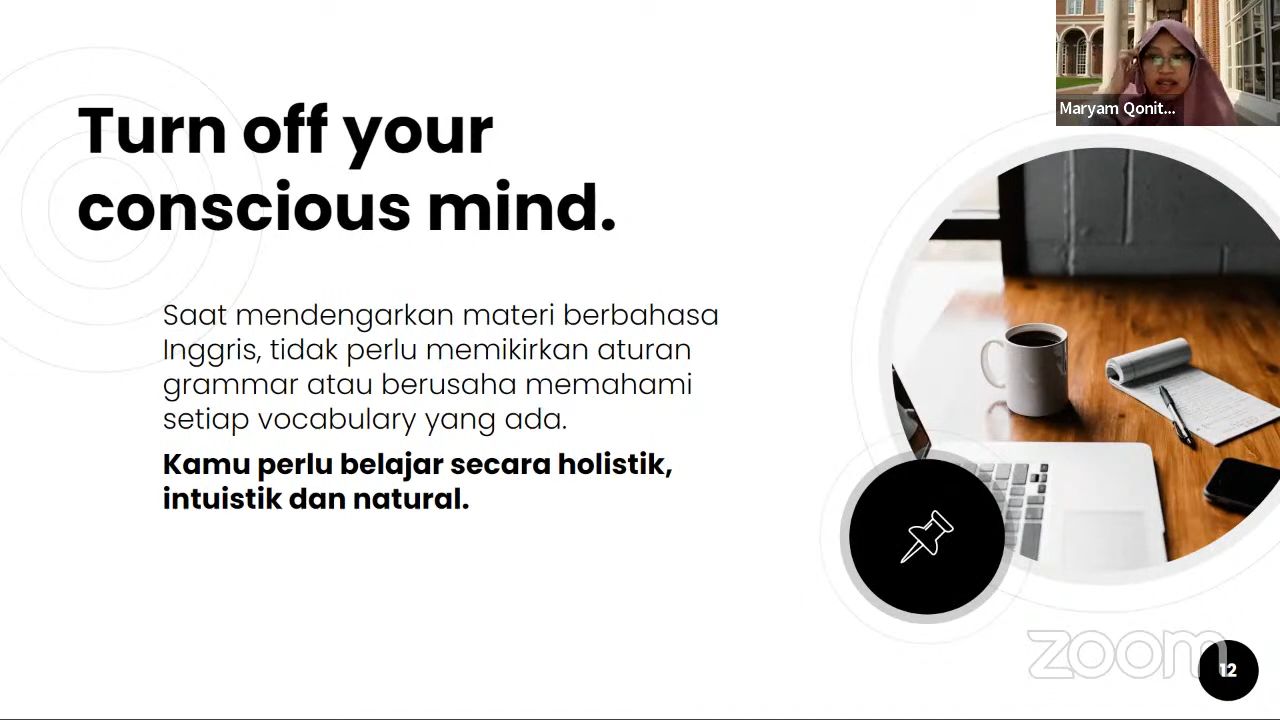 Maryam Qonit...
Turn off your
conscious mind.
Saat mendengarkan materi berbahasa
Inggris, tidak perlu memikirkan aturan
grammar atau berusaha memahami
setiap vocabulary yang ada.
Kamu perlu belajar secara holistik,
intuistik dan natural.
zoom
12